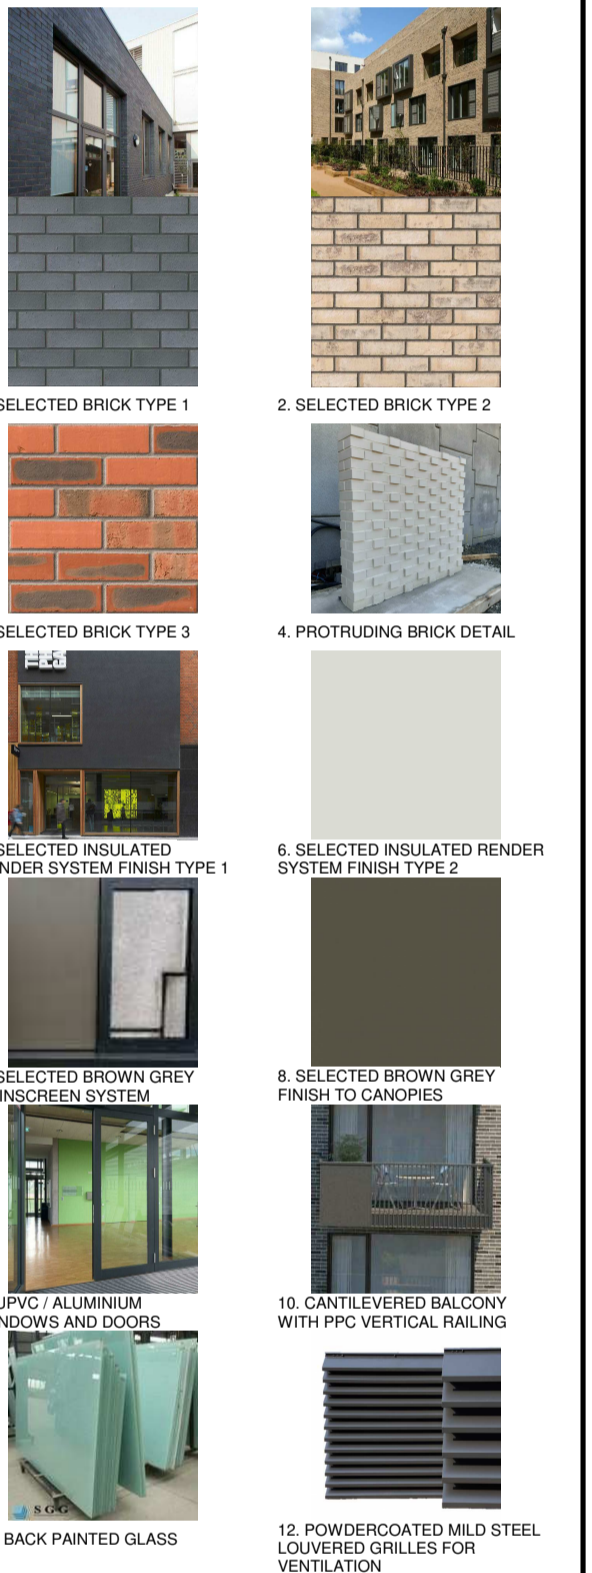 SELECTED BRICK TYPE 1
2. SELECTED BRICK TYPE 2
SELECTED BRICK TYPE 3
4. PROTRUDING BRICK DETAIL
SELECTED INSULATED
NDER SYSTEM FINISH TYPE 1
6. SELECTED INSULATED RENDER
SYSTEM FINISH TYPE 2
SELECTED BROWN GREY
INSCREEN SYSTEM
8. SELECTED BROWN GREY
FINISH TO CANOPIES
UPVC / ALUMINIUM
NDOWS AND DOORS
10. CANTILEVERED BALCONY
WITH PPC VERTICAL RAILING
SGG
BACK PAINTED GLASS
12. POWDERCOATED MILD STEEL
LOUVERED GRILLES FOR
VENTILATION